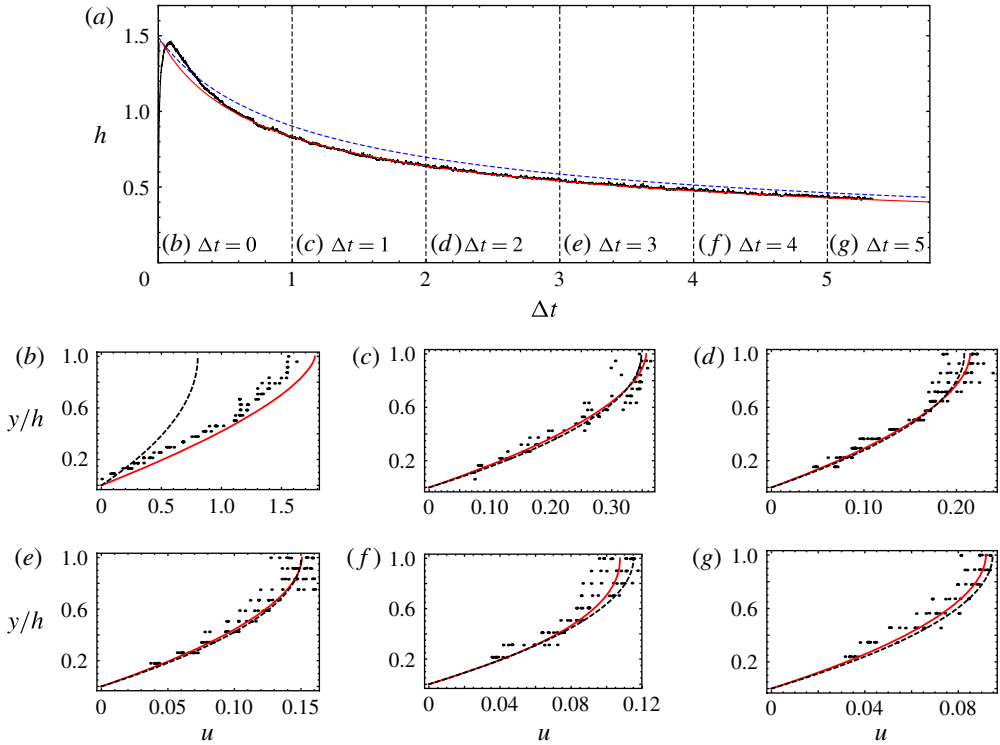 (a)
1.5
1.0
h
0.5
(b) Δt = 0 (c) Δt = 1 (d) Δt = 2 (e) Δt = 3 (f) Δt = 4 (g) Δt = 5
0 1 2 3 4 5
Δt
(b) 1.0 (c) 1.0 (d) 1.0
y/h 0.6 0.6 0.6
0.2 0.2 0.2
0 0.5 1.0 1.5 0 0.10 0.20 0.30 0 0.10 0.20
(e) 1.0 (f) 1.0 (g) 1.0
y/h 0.6 0.6 0.6
0.2 0.2 0.2
0 0.05 0.10 0.15 0 0.04 0.08 0.12 0 0.04 0.08
u u u